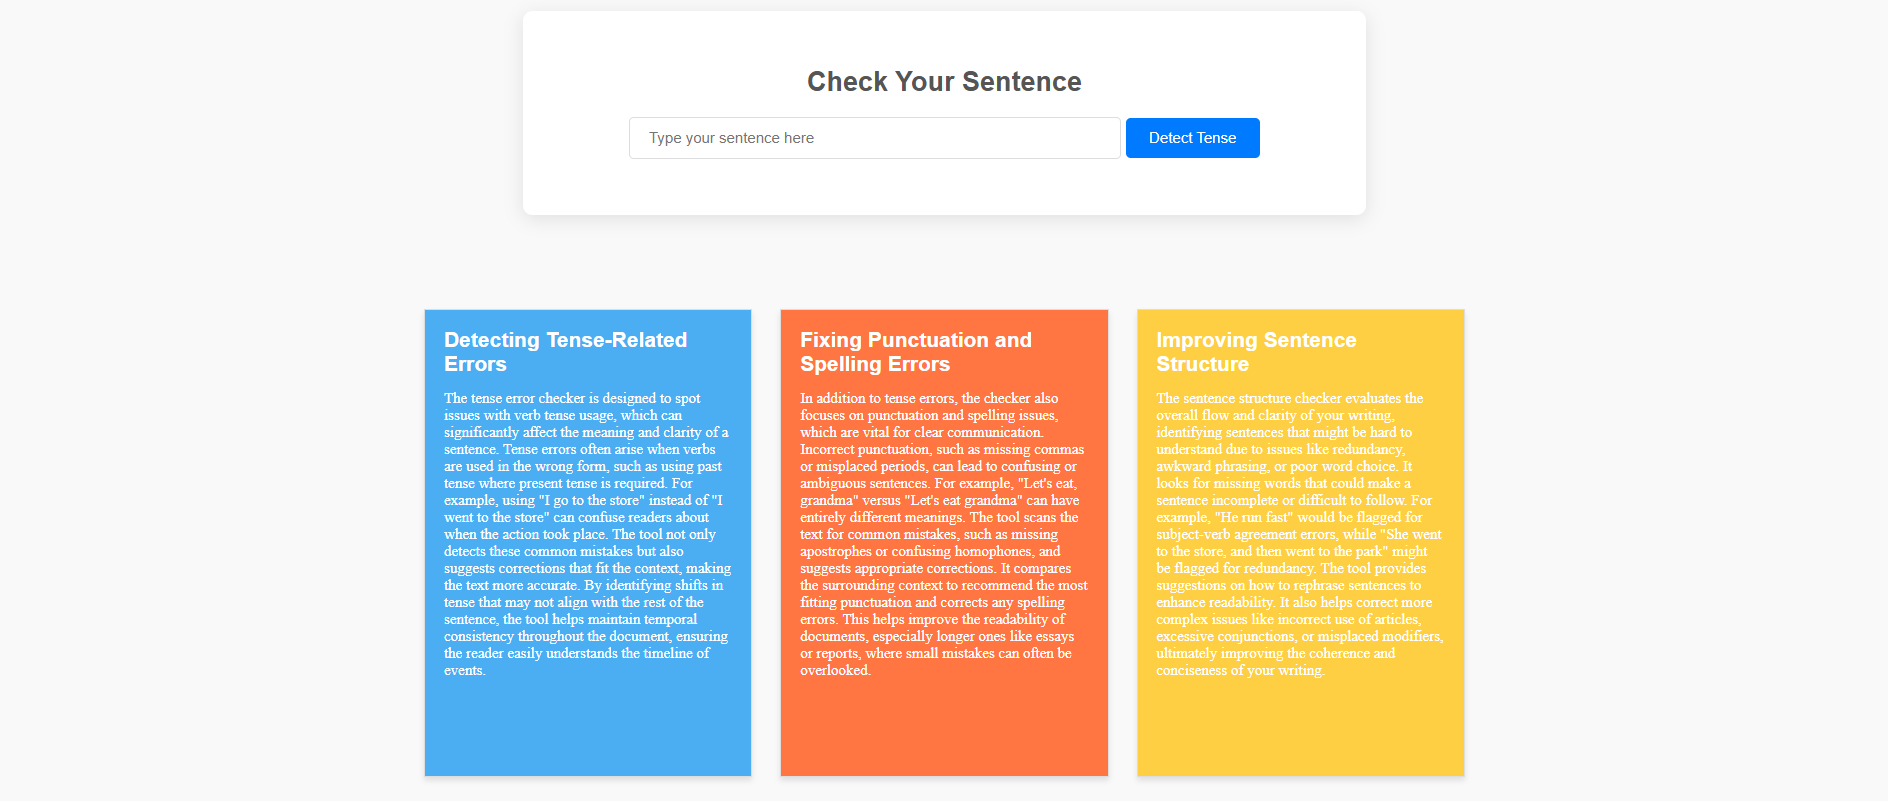 Check Your Sentence
Type your sentence here
Detect Tense
Detecting Tense-Related
Errors
The tense error checker is designed to spot
issues with verb tense usage, which can
significantly affect the meaning and clarity of a
sentence. Tense errors often arise when verbs
are used in the wrong form, such as using past
tense where present tense is required. For
example, using "I go to the store" instead of "I
went to the store" can confuse readers about
when the action took place. The tool not only
detects these common mistakes but also
suggests corrections that fit the context, making
the text more accurate. By identifying shifts in
tense that may not align with the rest of the
sentence, the tool helps maintain temporal
consistency throughout the document, ensuring
the reader easily understands the timeline of
events.
Fixing Punctuation and
Spelling Errors
In addition to tense errors, the checker also
focuses on punctuation and spelling issues,
which are vital for clear communication.
Incorrect punctuation, such as missing commas
or misplaced periods, can lead to confusing or
ambiguous sentences. For example, "Let's eat,
grandma" versus "Let's eat grandma" can have
entirely different meanings. The tool scans the
text for common mistakes, such as missing
apostrophes or confusing homophones, and
suggests appropriate corrections. It compares
the surrounding context to recommend the most
fitting punctuation and corrects any spelling
errors. This helps improve the readability of
documents, especially longer ones like essays
or reports, where small mistakes can often be
overlooked.
Improving Sentence
Structure
The sentence structure checker evaluates the
overall flow and clarity of your writing,
identifying sentences that might be hard to
understand due to issues like redundancy,
awkward phrasing, or poor word choice. It
looks for missing words that could make a
sentence incomplete or difficult to follow. For
example, "He run fast" would be flagged for
subject-verb agreement errors, while "She went
to the store, and then went to the park" might
be flagged for redundancy. The tool provides
suggestions on how to rephrase sentences to
enhance readability. It also helps correct more
complex issues like incorrect use of articles,
excessive conjunctions, or misplaced modifiers,
ultimately improving the coherence and
conciseness of your writing.